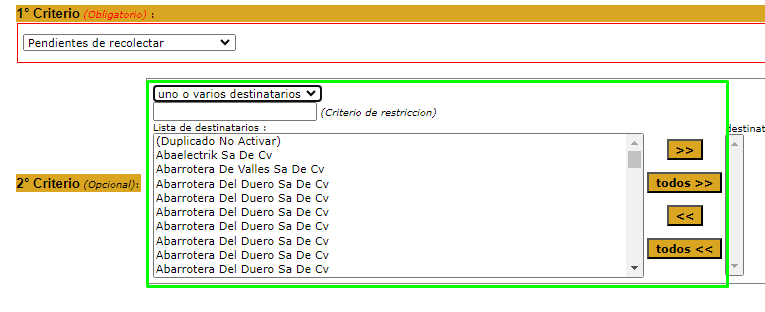 1° Criterio (Obligatorio) :
Pendientes de recolectar
uno o varios destinatarios
(Criterio de restriccion)
Lista de destinatarios :
destinat
(Duplicado No Activar)
Abaelectrik Sa De Cv
Abarrotera De Valles Sa De Cv
Abarrotera Del Duero Sa De Cv
Abarrotera Del Duero Sa De Cv
Abarrotera Del Duero Sa De Cv
Abarrotera Del Duero Sa De Cv
Abarrotera Del Duero Sa De Cv
Abarrotera Del Duero Sa De Cv
Abarrotera Del Duero Sa De Cv
>>
todos >>
<<
todos <<
2° Criterio (Opcional):